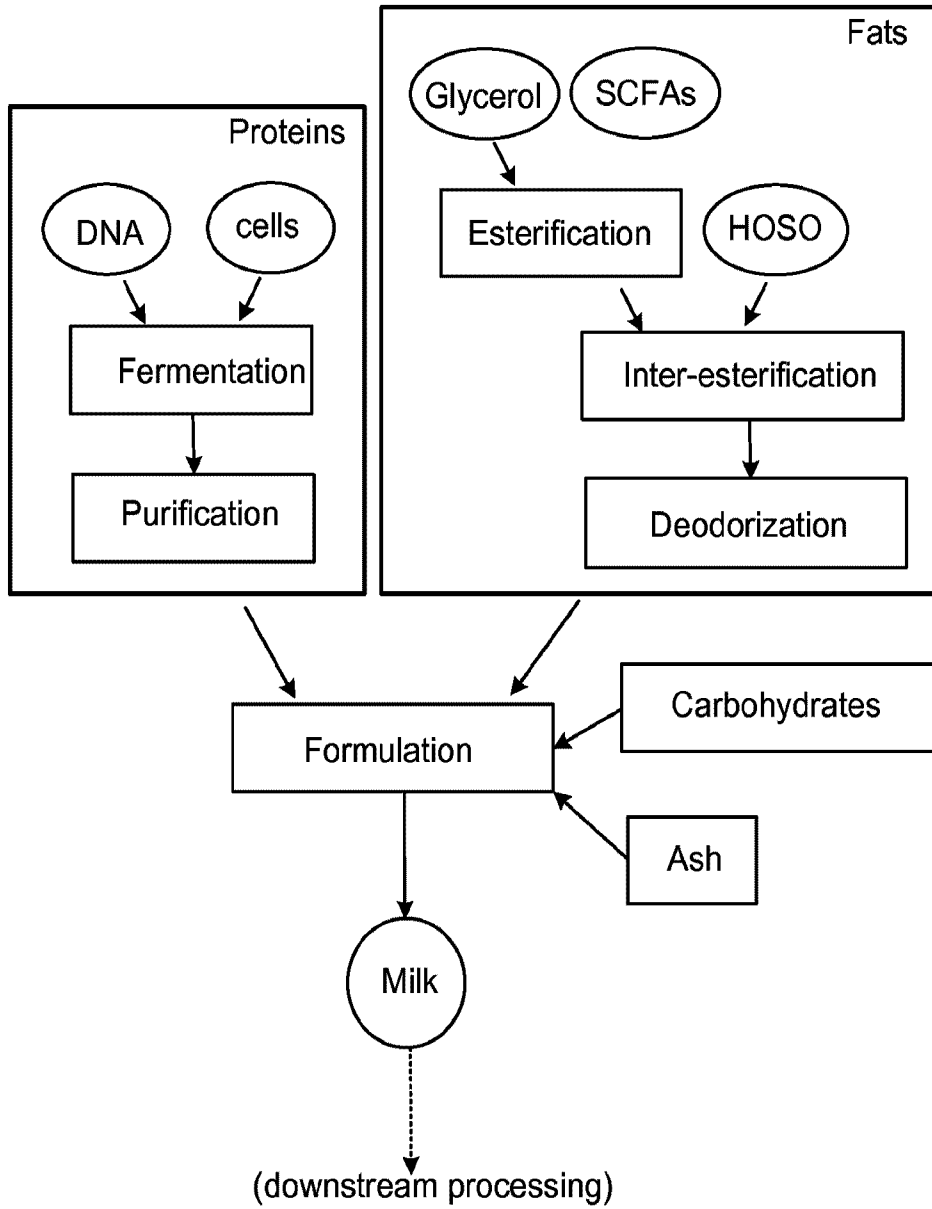 Fats
Glycerol
SCFAs
Proteins
DNA
cells
Esterification
HOSO
Fermentation
Inter-esterification
Purification
Deodorization
Carbohydrates
Formulation
Ash
Milk
(downstream processing)